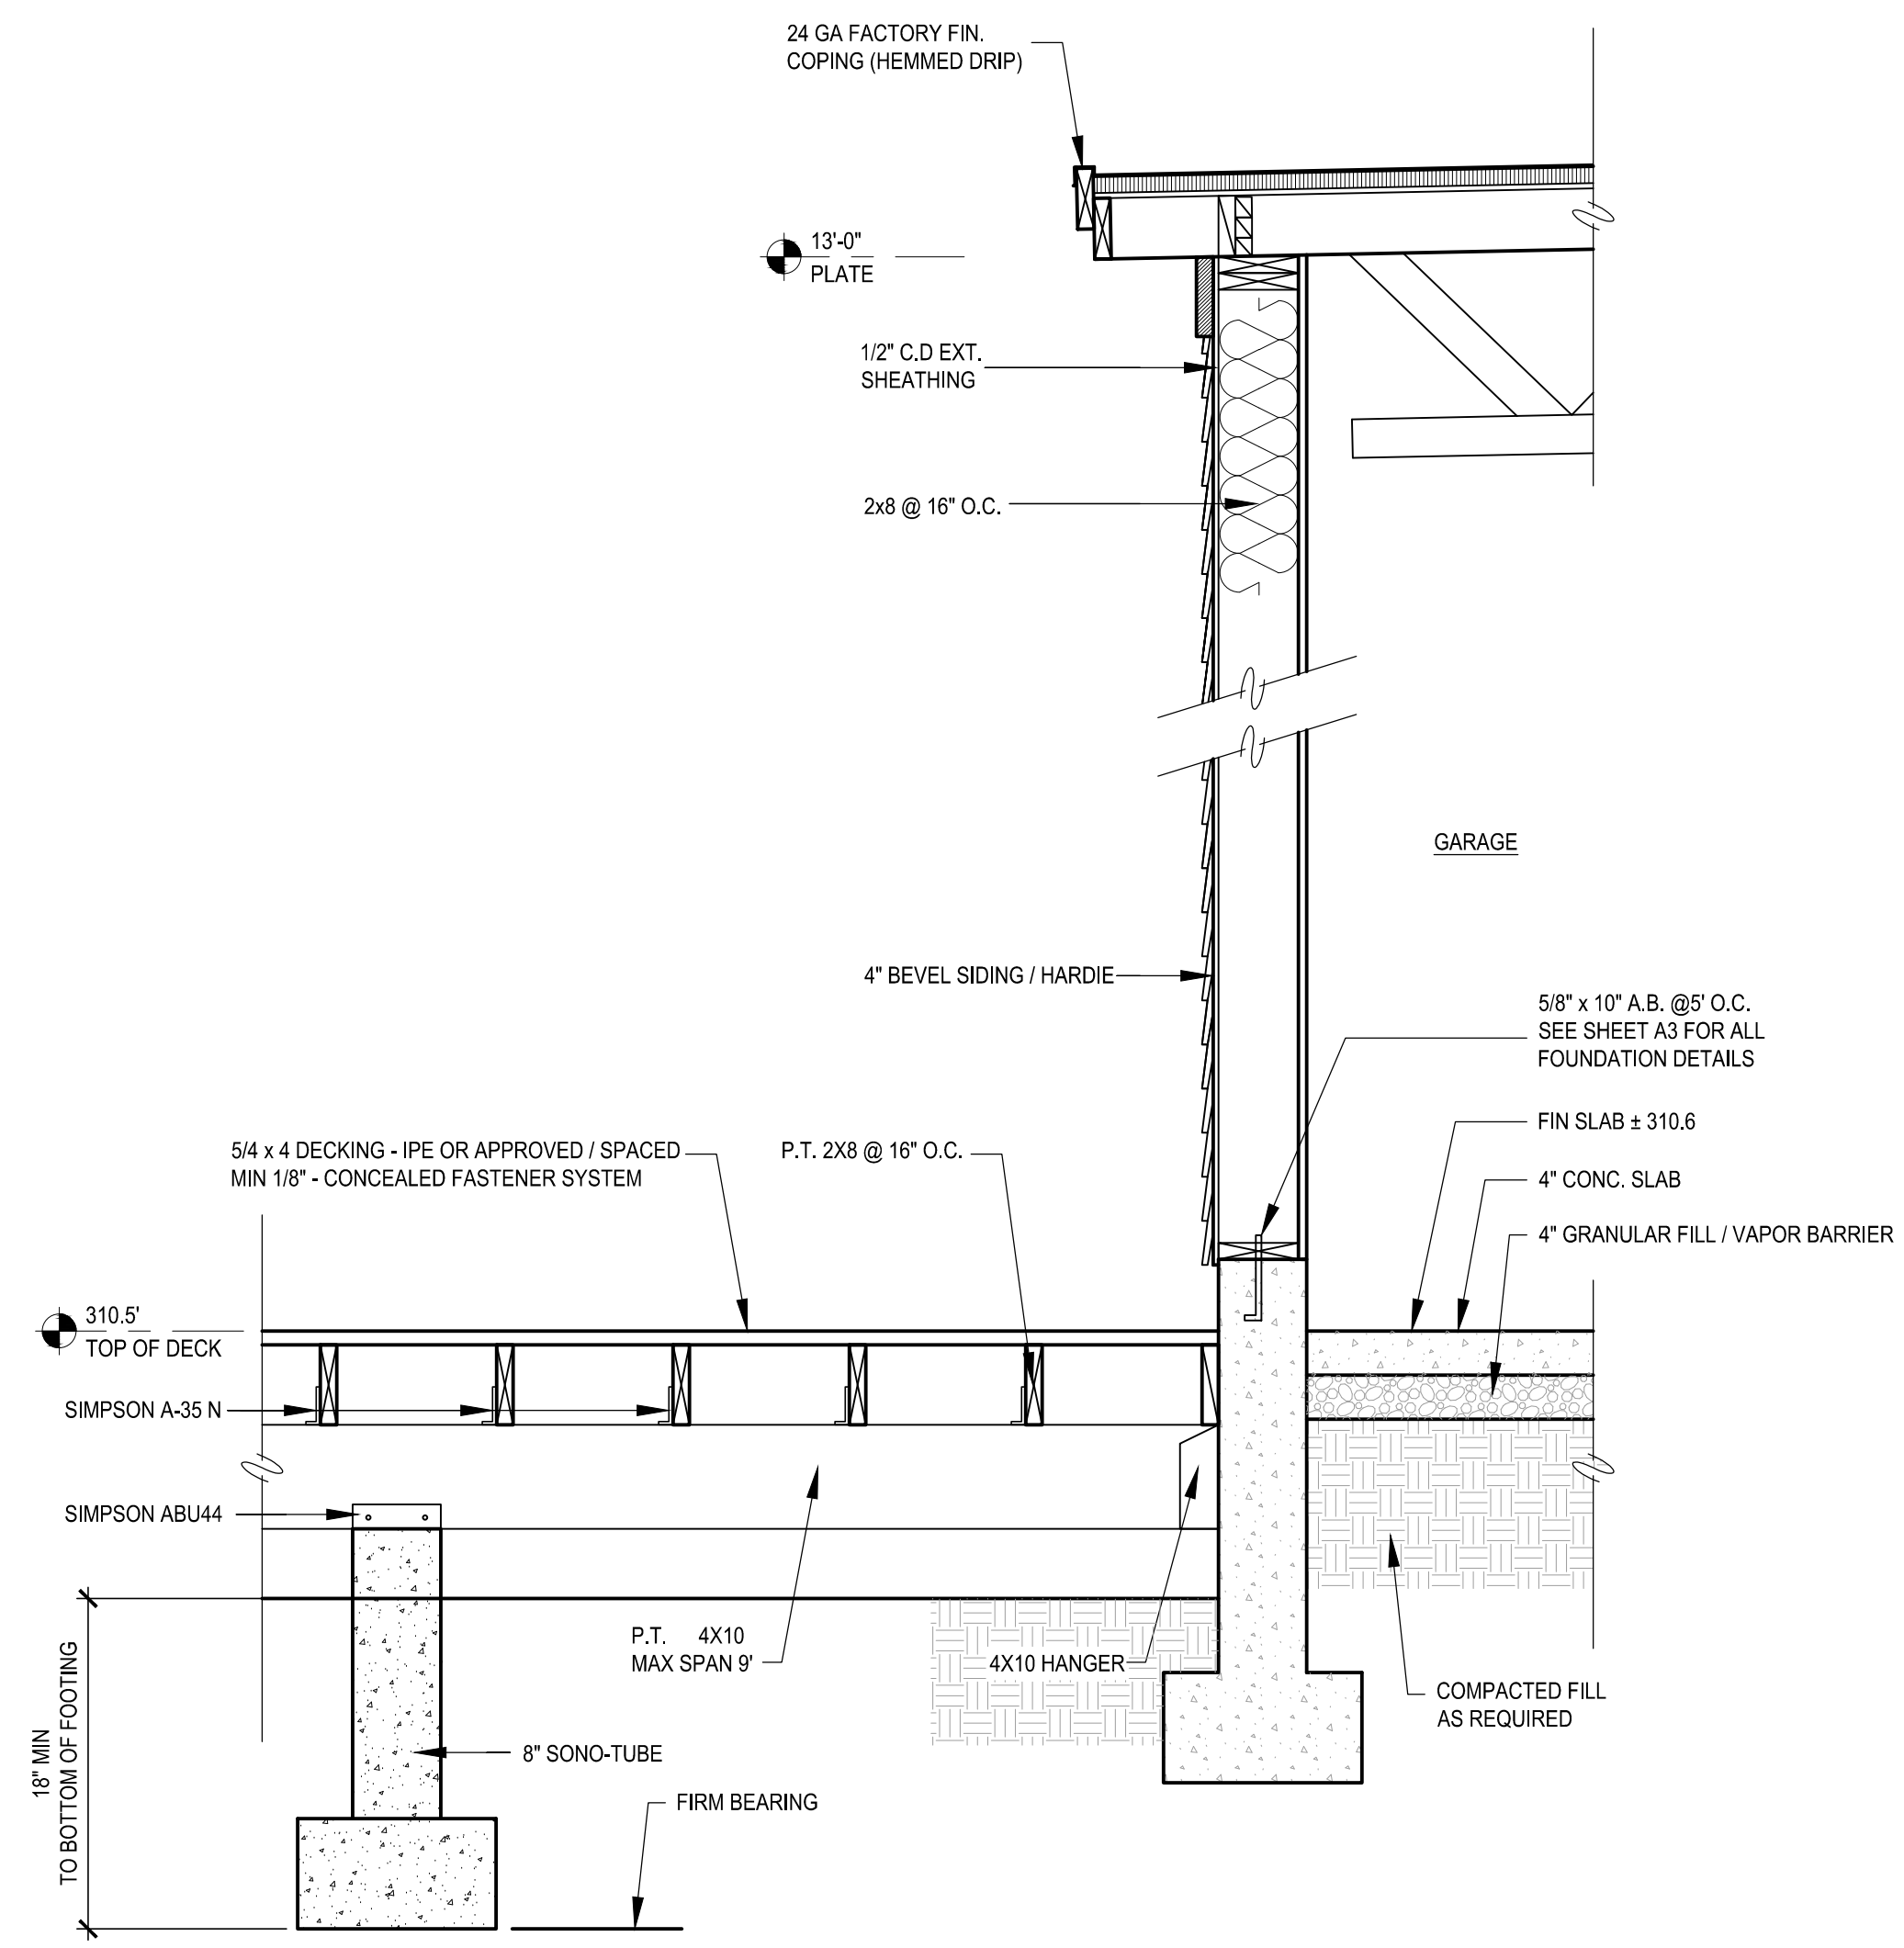 24 GA FACTORY FIN.
COPING (HEMMED DRIP)
13'-0"
PLATE
1/2" C.D EXT.
SHEATHING
2x8 @ 16" O.C.
GARAGE
4" BEVEL SIDING / HARDIE
5/8" x 10" A.B. @5' O.C.
SEE SHEET A3 FOR ALL
FOUNDATION DETAILS
FIN SLAB ± 310.6
5/4 x 4 DECKING - IPE OR APPROVED / SPACED
MIN 1/8" - CONCEALED FASTENER SYSTEM
P.T. 2X8 @ 16" O.C.
4" CONC. SLAB
4" GRANULAR FILL / VAPOR BARRIER
310.5'
TOP OF DECK
SIMPSON A-35 N
SIMPSON ABU44
P.T. 4X10
MAX SPAN 9'
4X10 HANGER
COMPACTED FILL
AS REQUIRED
18" MIN
TO BOTTOM OF FOOTING
8" SONO-TUBE
FIRM BEARING